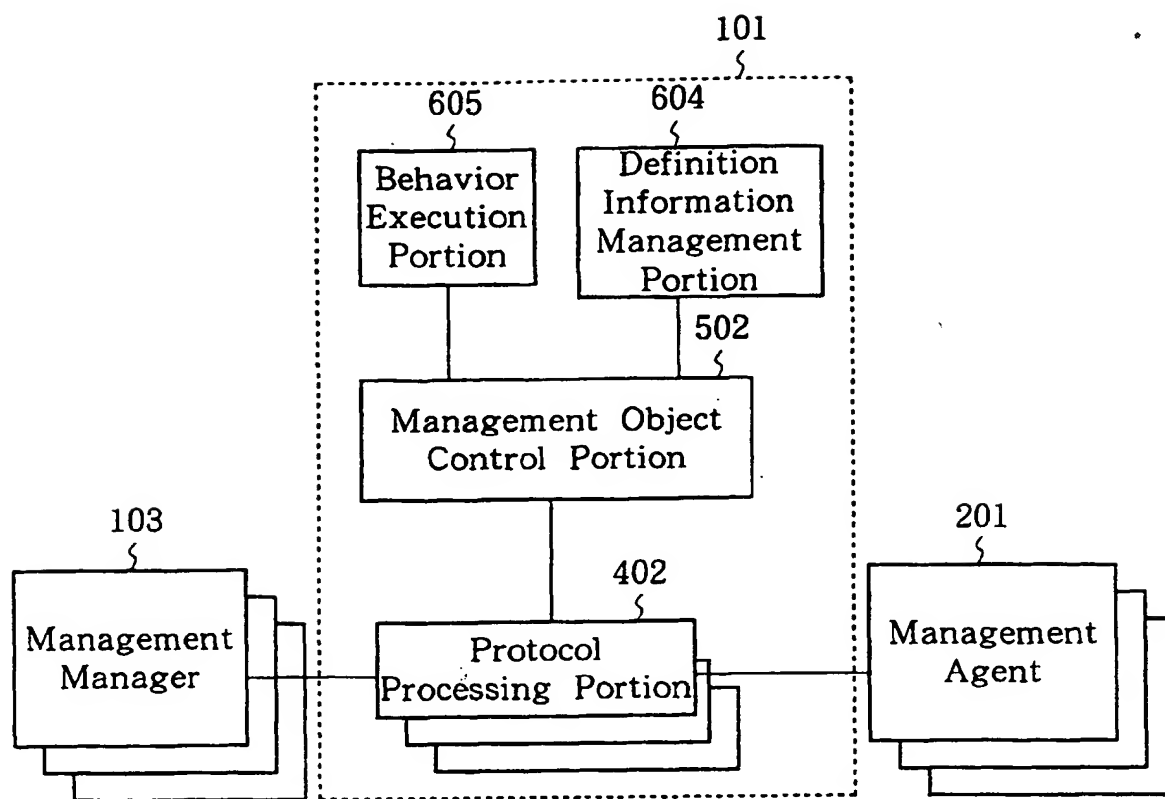 101
605
604
Behavior
Execution
Portion
Definition
Information
Management
Portion
502
Management Object
Control Portion
103
201
402
Management
Manager
Protocol
Processing Portion
Management
Agent